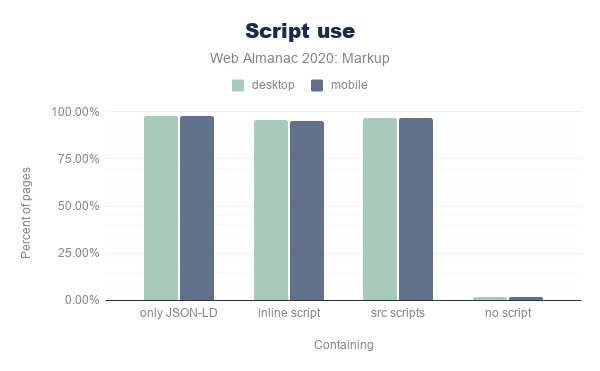 Script use
Web Almanac 2020: Markup
desktop mobile
100.00%
75.00%
50.00%
25.00%
0.00%
Percent of pages
only JSON-LD inline script src scripts no script
Containing